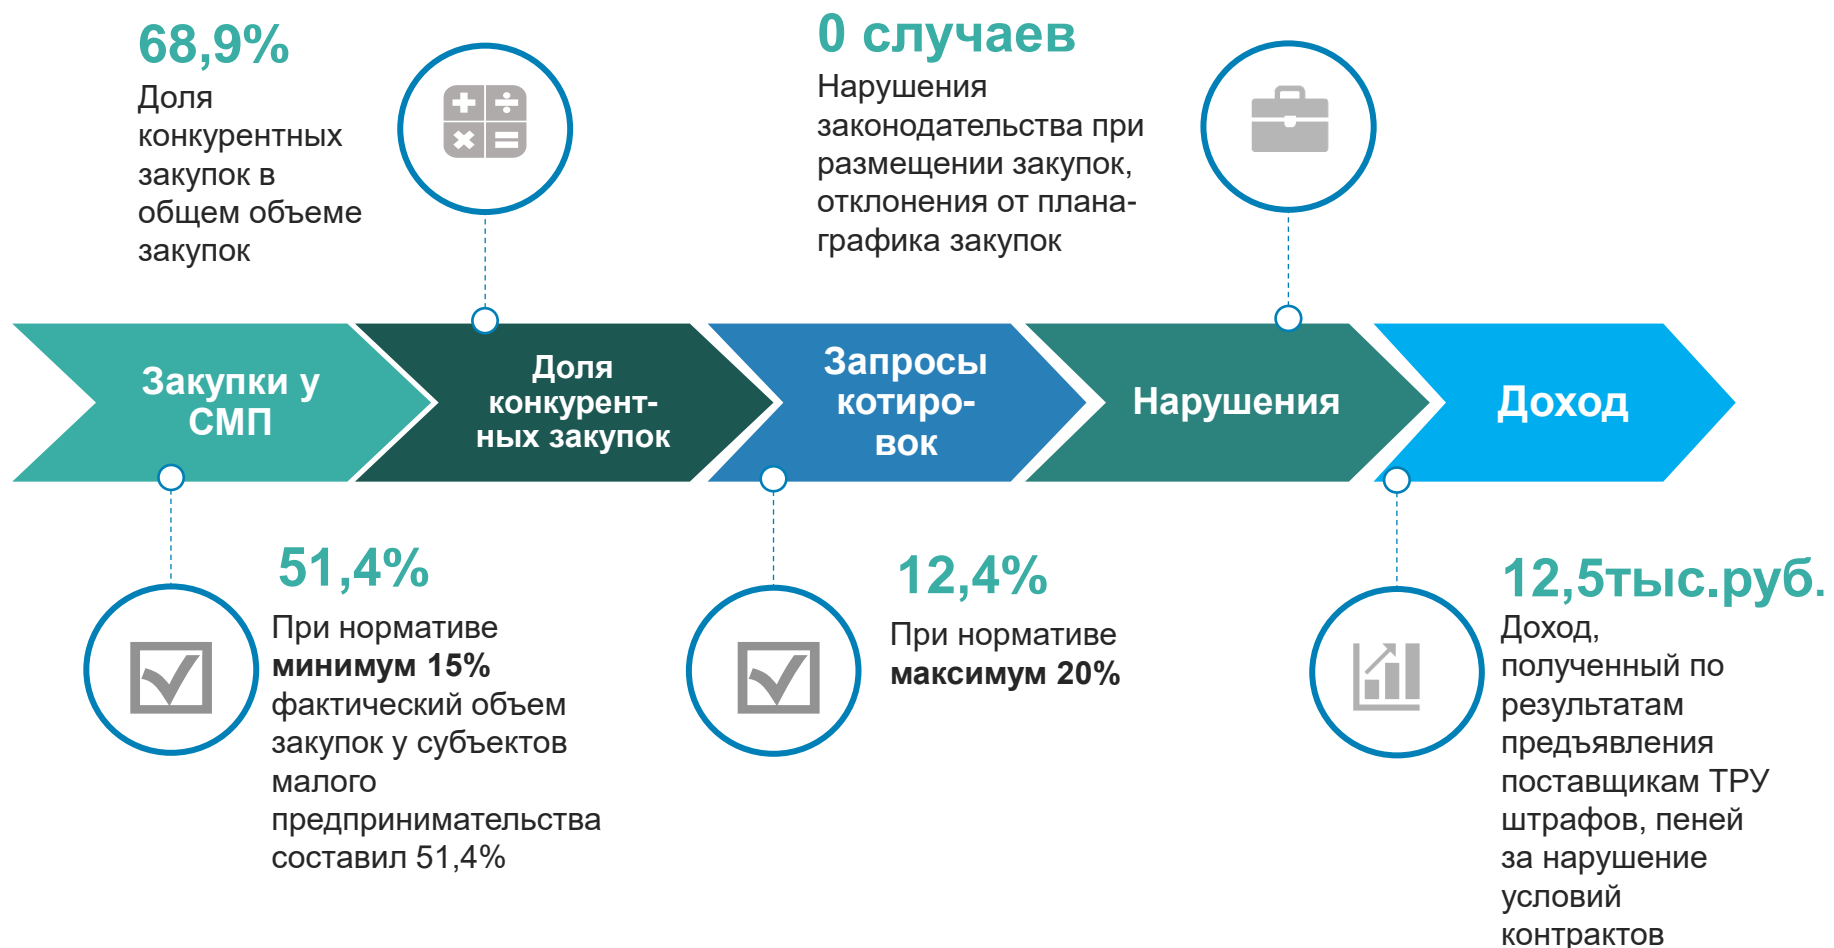 68,9%
Доля
конкурентных
закупок в
общем объеме
закупок
0 случаев
Нарушения
законодательства при
размещении закупок,
отклонения от плана-
графика закупок
Закупки у
СМП
Доля
конкурент-
ных закупок
Запросы
котиро-
вок
Нарушения
Доход
51,4%
При нормативе
минимум 15%
фактический объем
закупок у субъектов
малого
предпринимательства
составил 51,4%
12,4%
При нормативе
максимум 20%
12,5тыс.руб.
Доход,
полученный по
результатам
предъявления
поставщикам ТРУ
штрафов, пеней
за нарушение
условий
контрактов